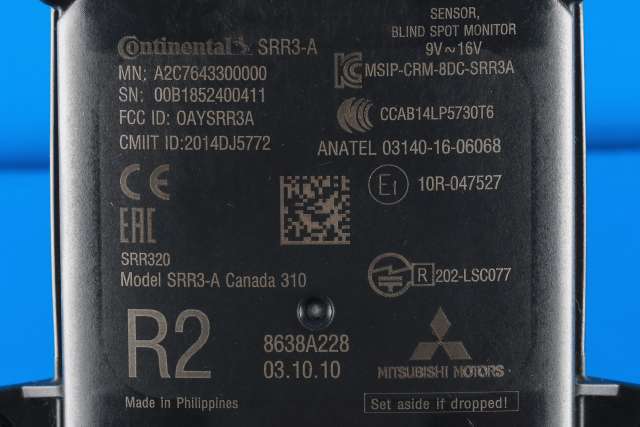 Continental SRR3-A
MN: A2C7643300000
SN: 00B1852400411
FCC ID: OAYSRR3A
CMIIT ID:2014DJ5772
SENSOR,
BLIND SPOT MONITOR
9V~16V
MSIP-CRM-8DC-SRR3A
CCAB14LP5730T6
ANATEL 03140-16-06068
CE
E1 10R-047527
EAC
SRR320
Model SRR3-A Canada 310
R 202-LSC077
R2
8638A228
03.10.10
MITSUBISHI MOTORS
Made in Philippines
Set aside if dropped!